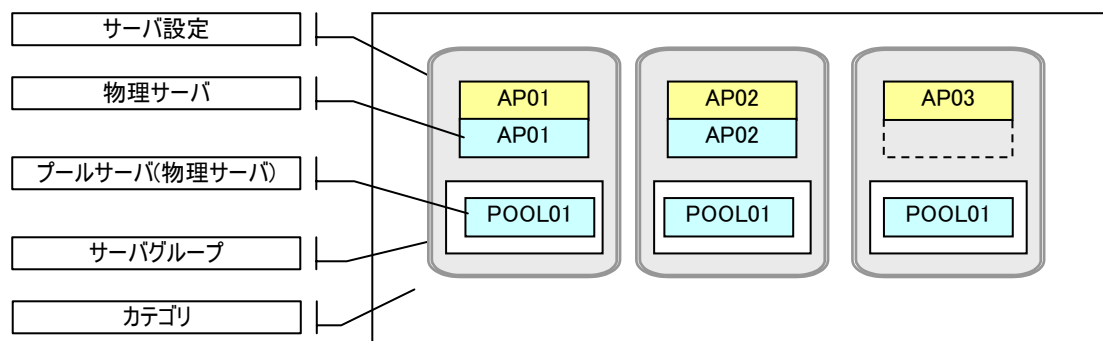 サーバ設定
物理サーバ
プールサーバ(物理サーバ)
サーバグループ
カテゴリ
AP01
AP01
POOL01
AP02
AP02
POOL01
AP03
POOL01